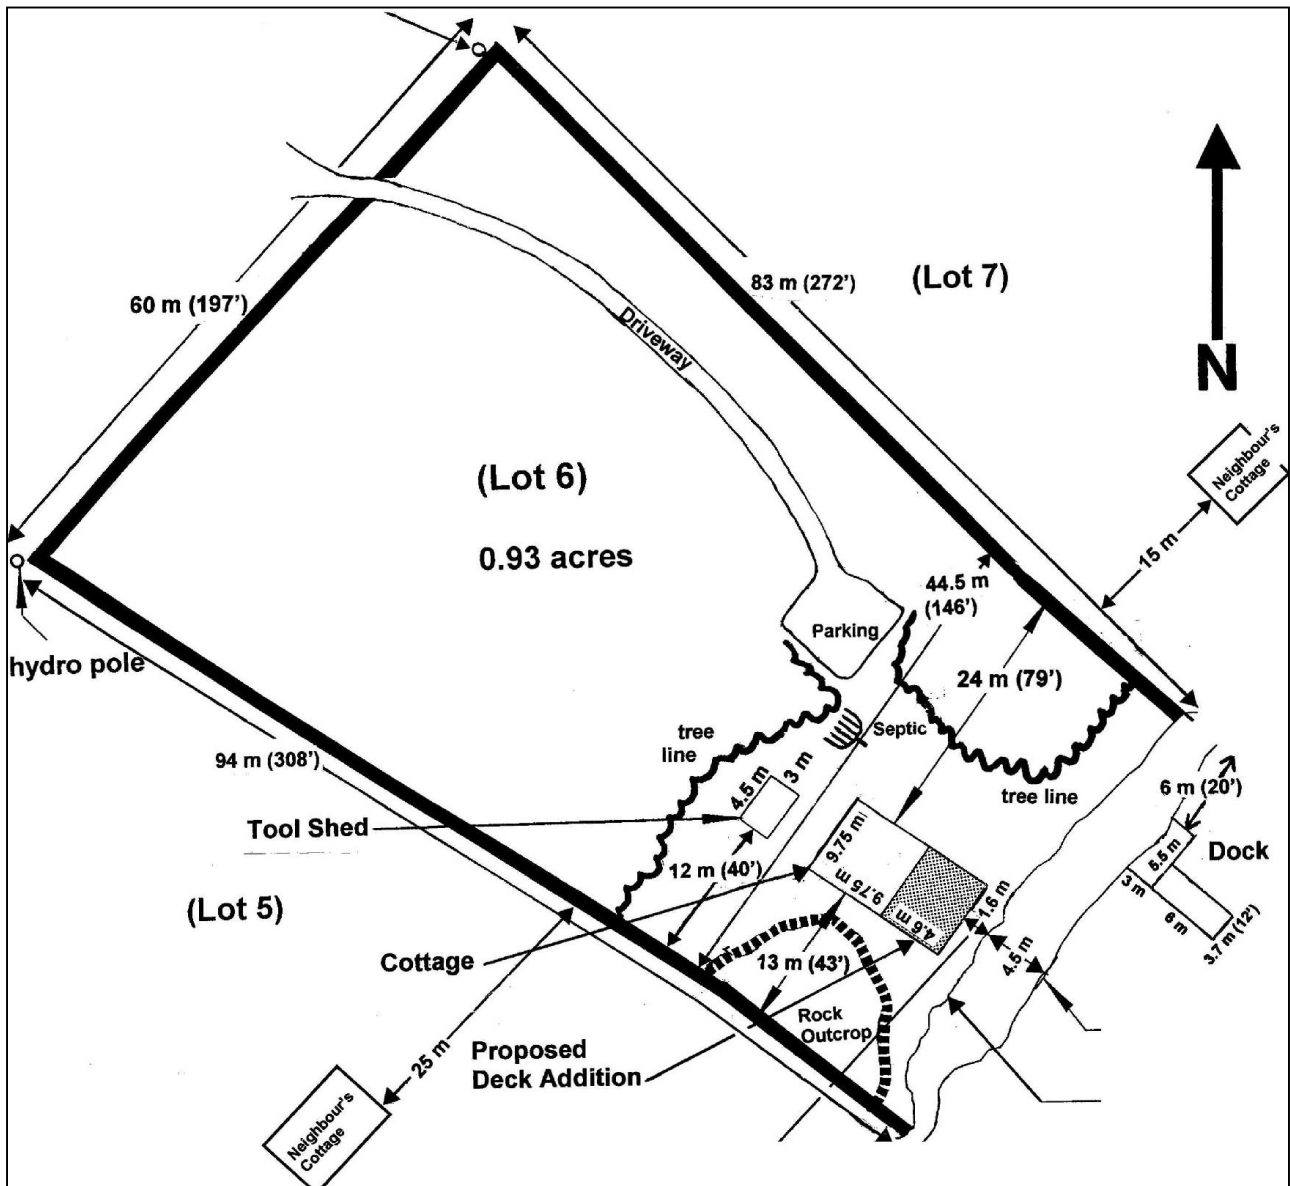 (Lot 7)
83 m (272')
60 m (197')
Driveway
N
Neighbour's
Cottage
(Lot 6)
0.93 acres
15 m
44.5 m
(146')
Parking
hydro pole
24 m (79')
Septic
tree
line
94 m (308')
4.5 m
3 m
tree line
6 m (20')
Tool Shed
9.75 m
5.5 m
Dock
12 m (40')
9.75 m
3 m
6 m
3.7 m (12')
(Lot 5)
4.6 m
1.6 m
Cottage
13 m (43')
4.5 m
Rock
Outcrop
25 m
Proposed
Deck Addition
Neighbour's
Cottage